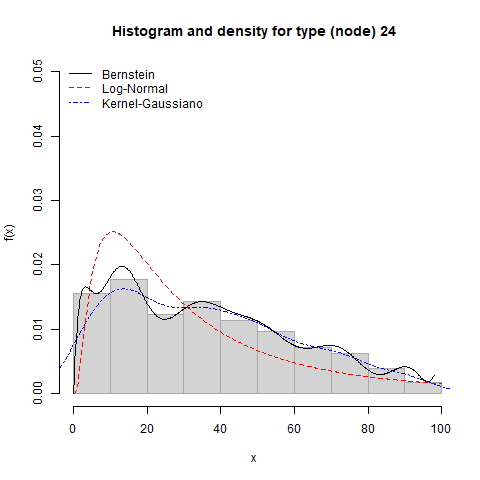 Histogram and density for type (node) 24
Bernstein
Log-Normal
Kernel-Gaussiano
f(x)
0.05
0.04
0.03
0.02
0.01
0.00
0 20 40 60 80 100
x